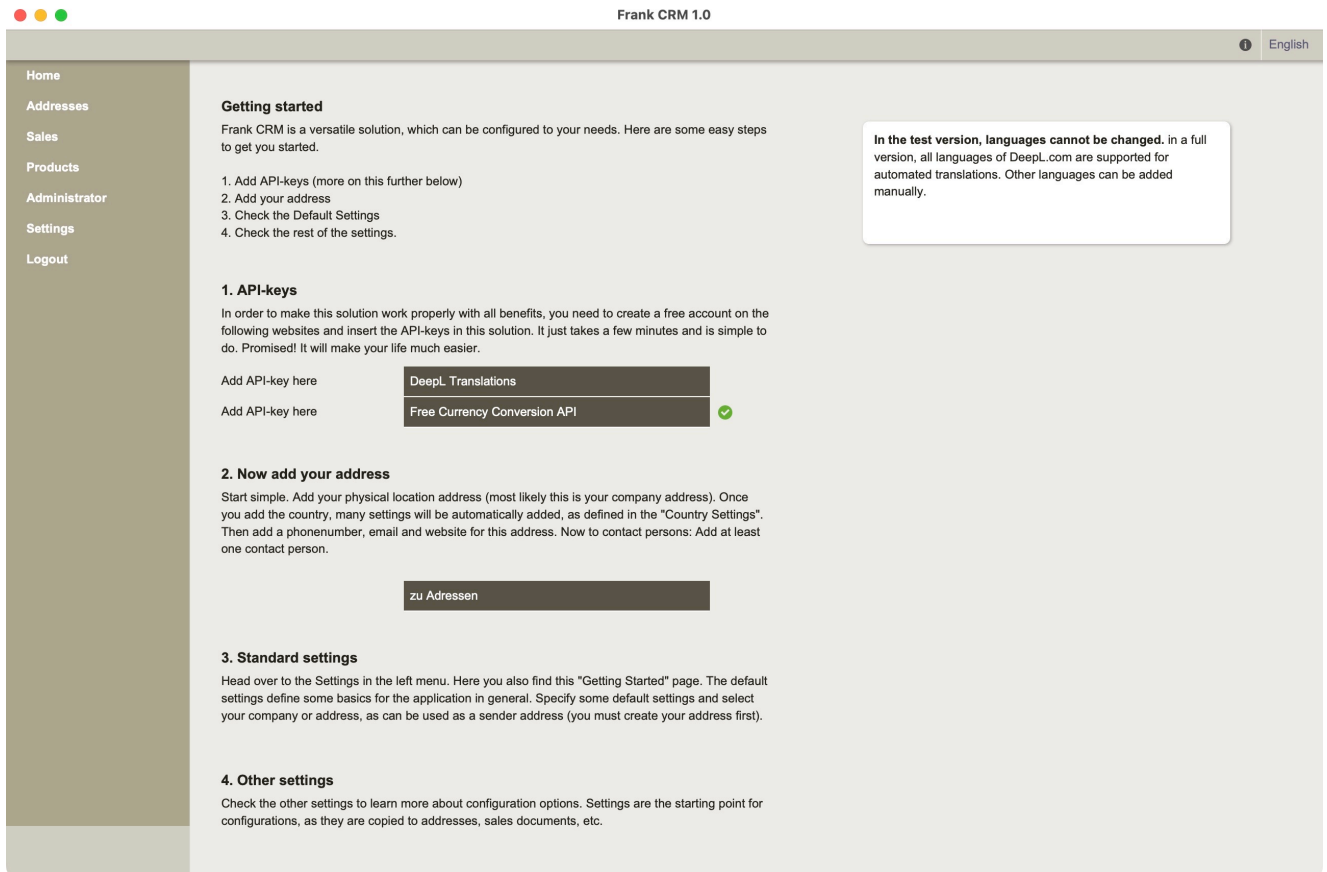 Frank CRM 1.0
English
Home
Addresses
Sales
Products
Administrator
Settings
Logout
Getting started
Frank CRM is a versatile solution, which can be configured to your needs. Here are some easy steps
to get you started.
1. Add API-keys (more on this further below)
2. Add your address
3. Check the Default Settings
4. Check the rest of the settings.
In the test version, languages cannot be changed. in a full
version, all languages of DeepL.com are supported for
automated translations. Other languages can be added
manually.
1. API-keys
In order to make this solution work properly with all benefits, you need to create a free account on the
following websites and insert the API-keys in this solution. It just takes a few minutes and is simple to
do. Promised! It will make your life much easier.
Add API-key here DeepL Translations
Add API-key here Free Currency Conversion API
2. Now add your address
Start simple. Add your physical location address (most likely this is your company address). Once
you add the country, many settings will be automatically added, as defined in the "Country Settings".
Then add a phonenumber, email and website for this address. Now to contact persons: Add at least
one contact person.
zu Adressen
3. Standard settings
Head over to the Settings in the left menu. Here you also find this "Getting Started" page. The default
settings define some basics for the application in general. Specify some default settings and select
your company or address, as can be used as a sender address (you must create your address first).
4. Other settings
Check the other settings to learn more about configuration options. Settings are the starting point for
configurations, as they are copied to addresses, sales documents, etc.